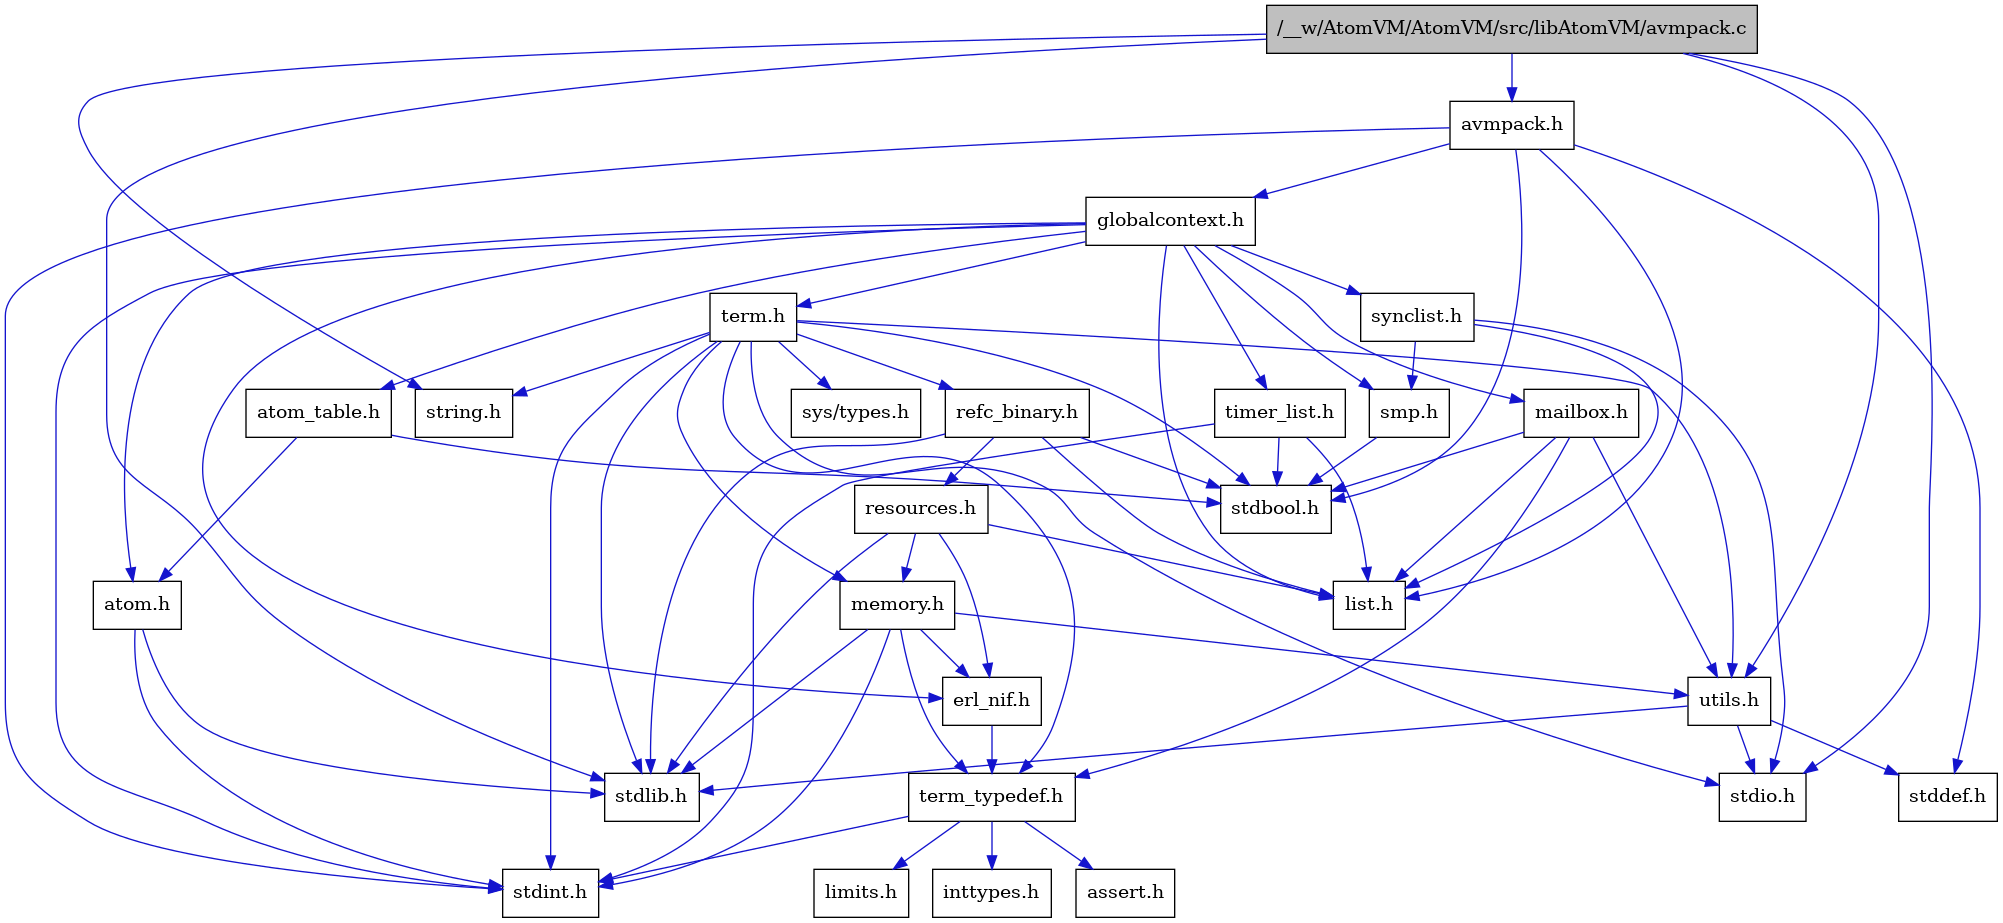 /__w/AtomVM/AtomVM/src/libAtomVM/avmpack.c
avmpack.h
globalcontext.h
term.h
synclist.h
atom_table.h
string.h
sys/types.h
refc_binary.h
timer_list.h
smp.h
mailbox.h
resources.h
stdbool.h
atom.h
memory.h
list.h
erl_nif.h
utils.h
stdlib.h
term_typedef.h
stdio.h
stddef.h
stdint.h
limits.h
inttypes.h
assert.h